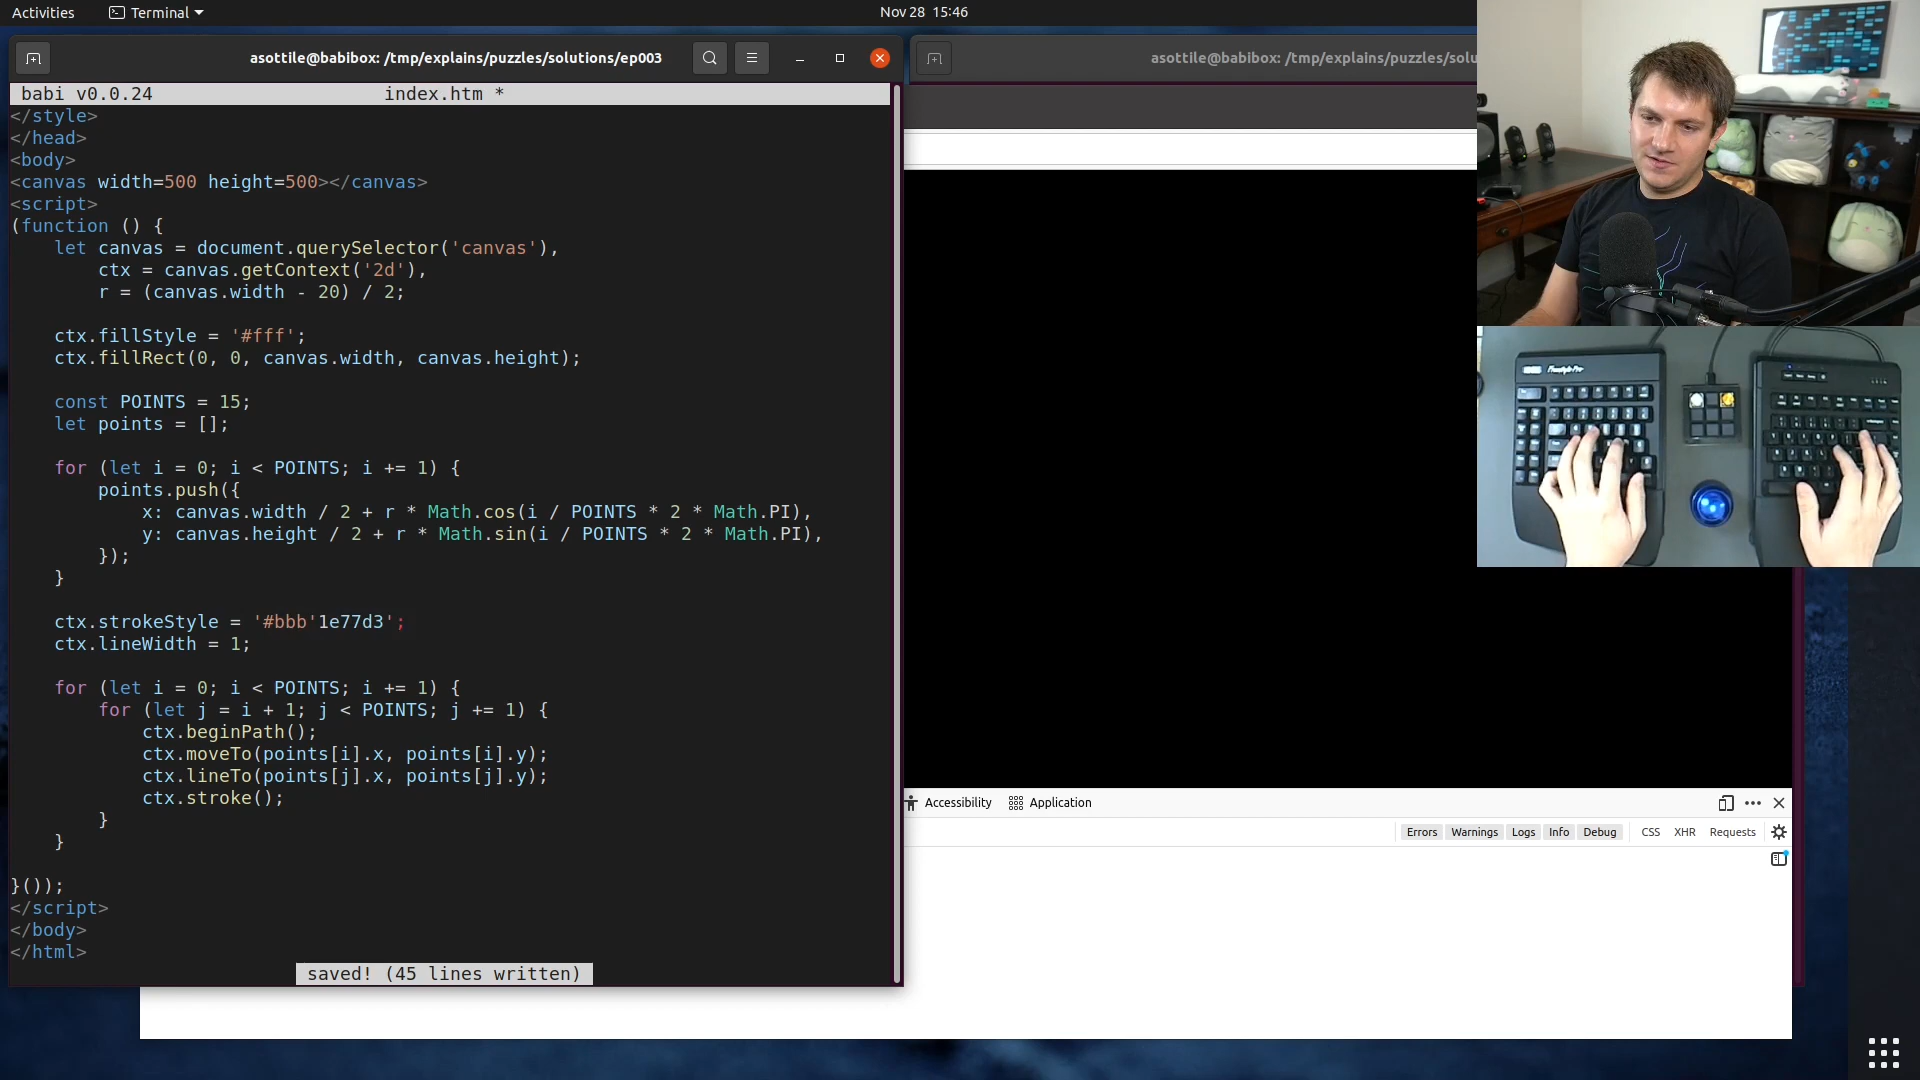 Activities
Terminal
Nov 28 15:46
asottile@babibox: /tmp/explains/puzzles/solutions/ep003
asottile@babibox: /tmp/explains/puzzles/solu
babi v0.0.24
index.htm *
</style>
</head>
<body>
<canvas width=500 height=500></canvas>
<script>
(function () {
    let canvas = document.querySelector('canvas'),
        ctx = canvas.getContext('2d'),
        r = (canvas.width - 20) / 2;
    ctx.fillStyle = '#fff';
    ctx.fillRect(0, 0, canvas.width, canvas.height);
    const POINTS = 15;
    let points = [];
    for (let i = 0; i < POINTS; i += 1) {
        points.push({
            x: canvas.width / 2 + r * Math.cos(i / POINTS * 2 * Math.PI),
            y: canvas.height / 2 + r * Math.sin(i / POINTS * 2 * Math.PI),
        });
    }
    ctx.strokeStyle = '#bbb'1e77d3';
    ctx.lineWidth = 1;
    for (let i = 0; i < POINTS; i += 1) {
        for (let j = i + 1; j < POINTS; j += 1) {
            ctx.beginPath();
            ctx.moveTo(points[i].x, points[i].y);
            ctx.lineTo(points[j].x, points[j].y);
            ctx.stroke();
        }
    }
}());
</script>
</body>
</html>
saved! (45 lines written)
Accessibility
Application
Errors
Warnings
Logs
Info
Debug
CSS
XHR
Requests
Freestyle Pro